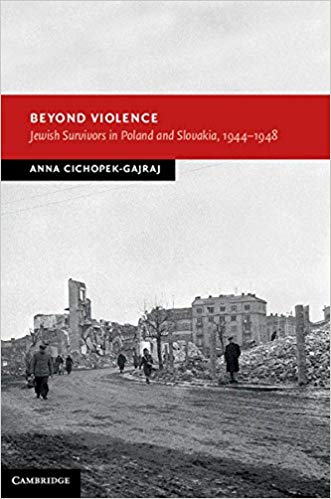 BEYOND VIOLENCE
Jewish Survivors in Poland and Slovakia, 1944–1948
ANNA CICHOPEK-GAJRAJ
CAMBRIDGE